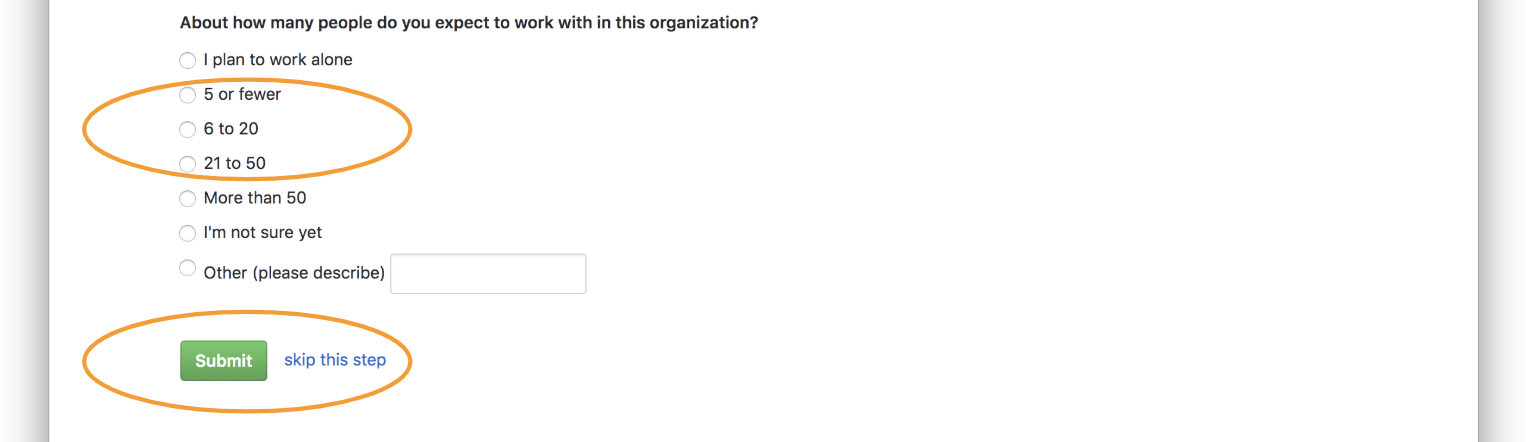 About how many people do you expect to work with in this organization?
I plan to work alone
5 or fewer
6 to 20
21 to 50
More than 50
I'm not sure yet
Other (please describe)
Submit skip this step